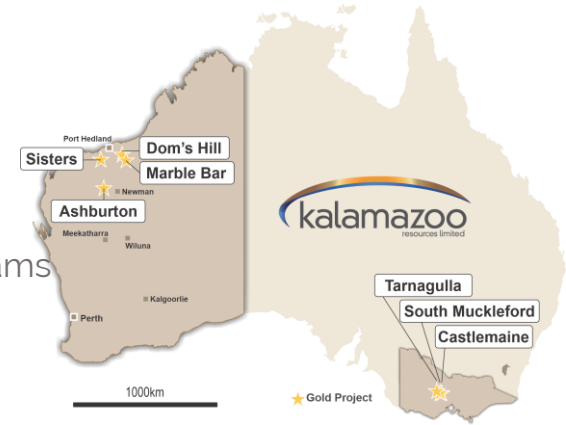 Port Hedland
Dom's Hill
Sisters
Marble Bar
Newman
Ashburton
Meekatharra
Wiluna
ams
Kalgoorlie
Perth
1000km
kalamazoo
resources limited
Tarnagulla
South Muckleford
Castlemaine
Gold Project